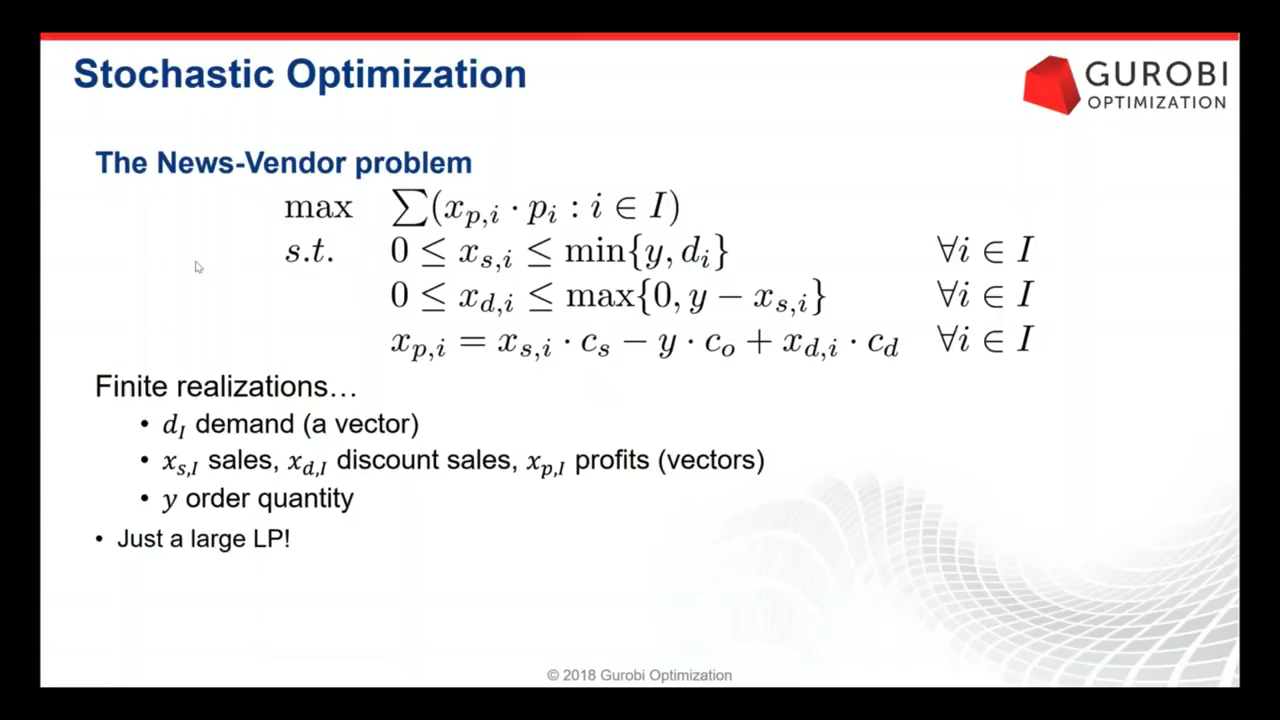 Stochastic Optimization
GUROBI
OPTIMIZATION
The News-Vendor problem
max ∑(x_{p,i} · p_i : i ∈ I)
s.t. 0 ≤ x_{s,i} ≤ min{y, d_i} ∀i ∈ I
0 ≤ x_{d,i} ≤ max{0, y − x_{s,i}} ∀i ∈ I
x_{p,i} = x_{s,i} · c_s − y · c_o + x_{d,i} · c_d ∀i ∈ I
Finite realizations…
• d_I demand (a vector)
• x_{s,I} sales, x_{d,I} discount sales, x_{p,I} profits (vectors)
• y order quantity
• Just a large LP!
© 2018 Gurobi Optimization